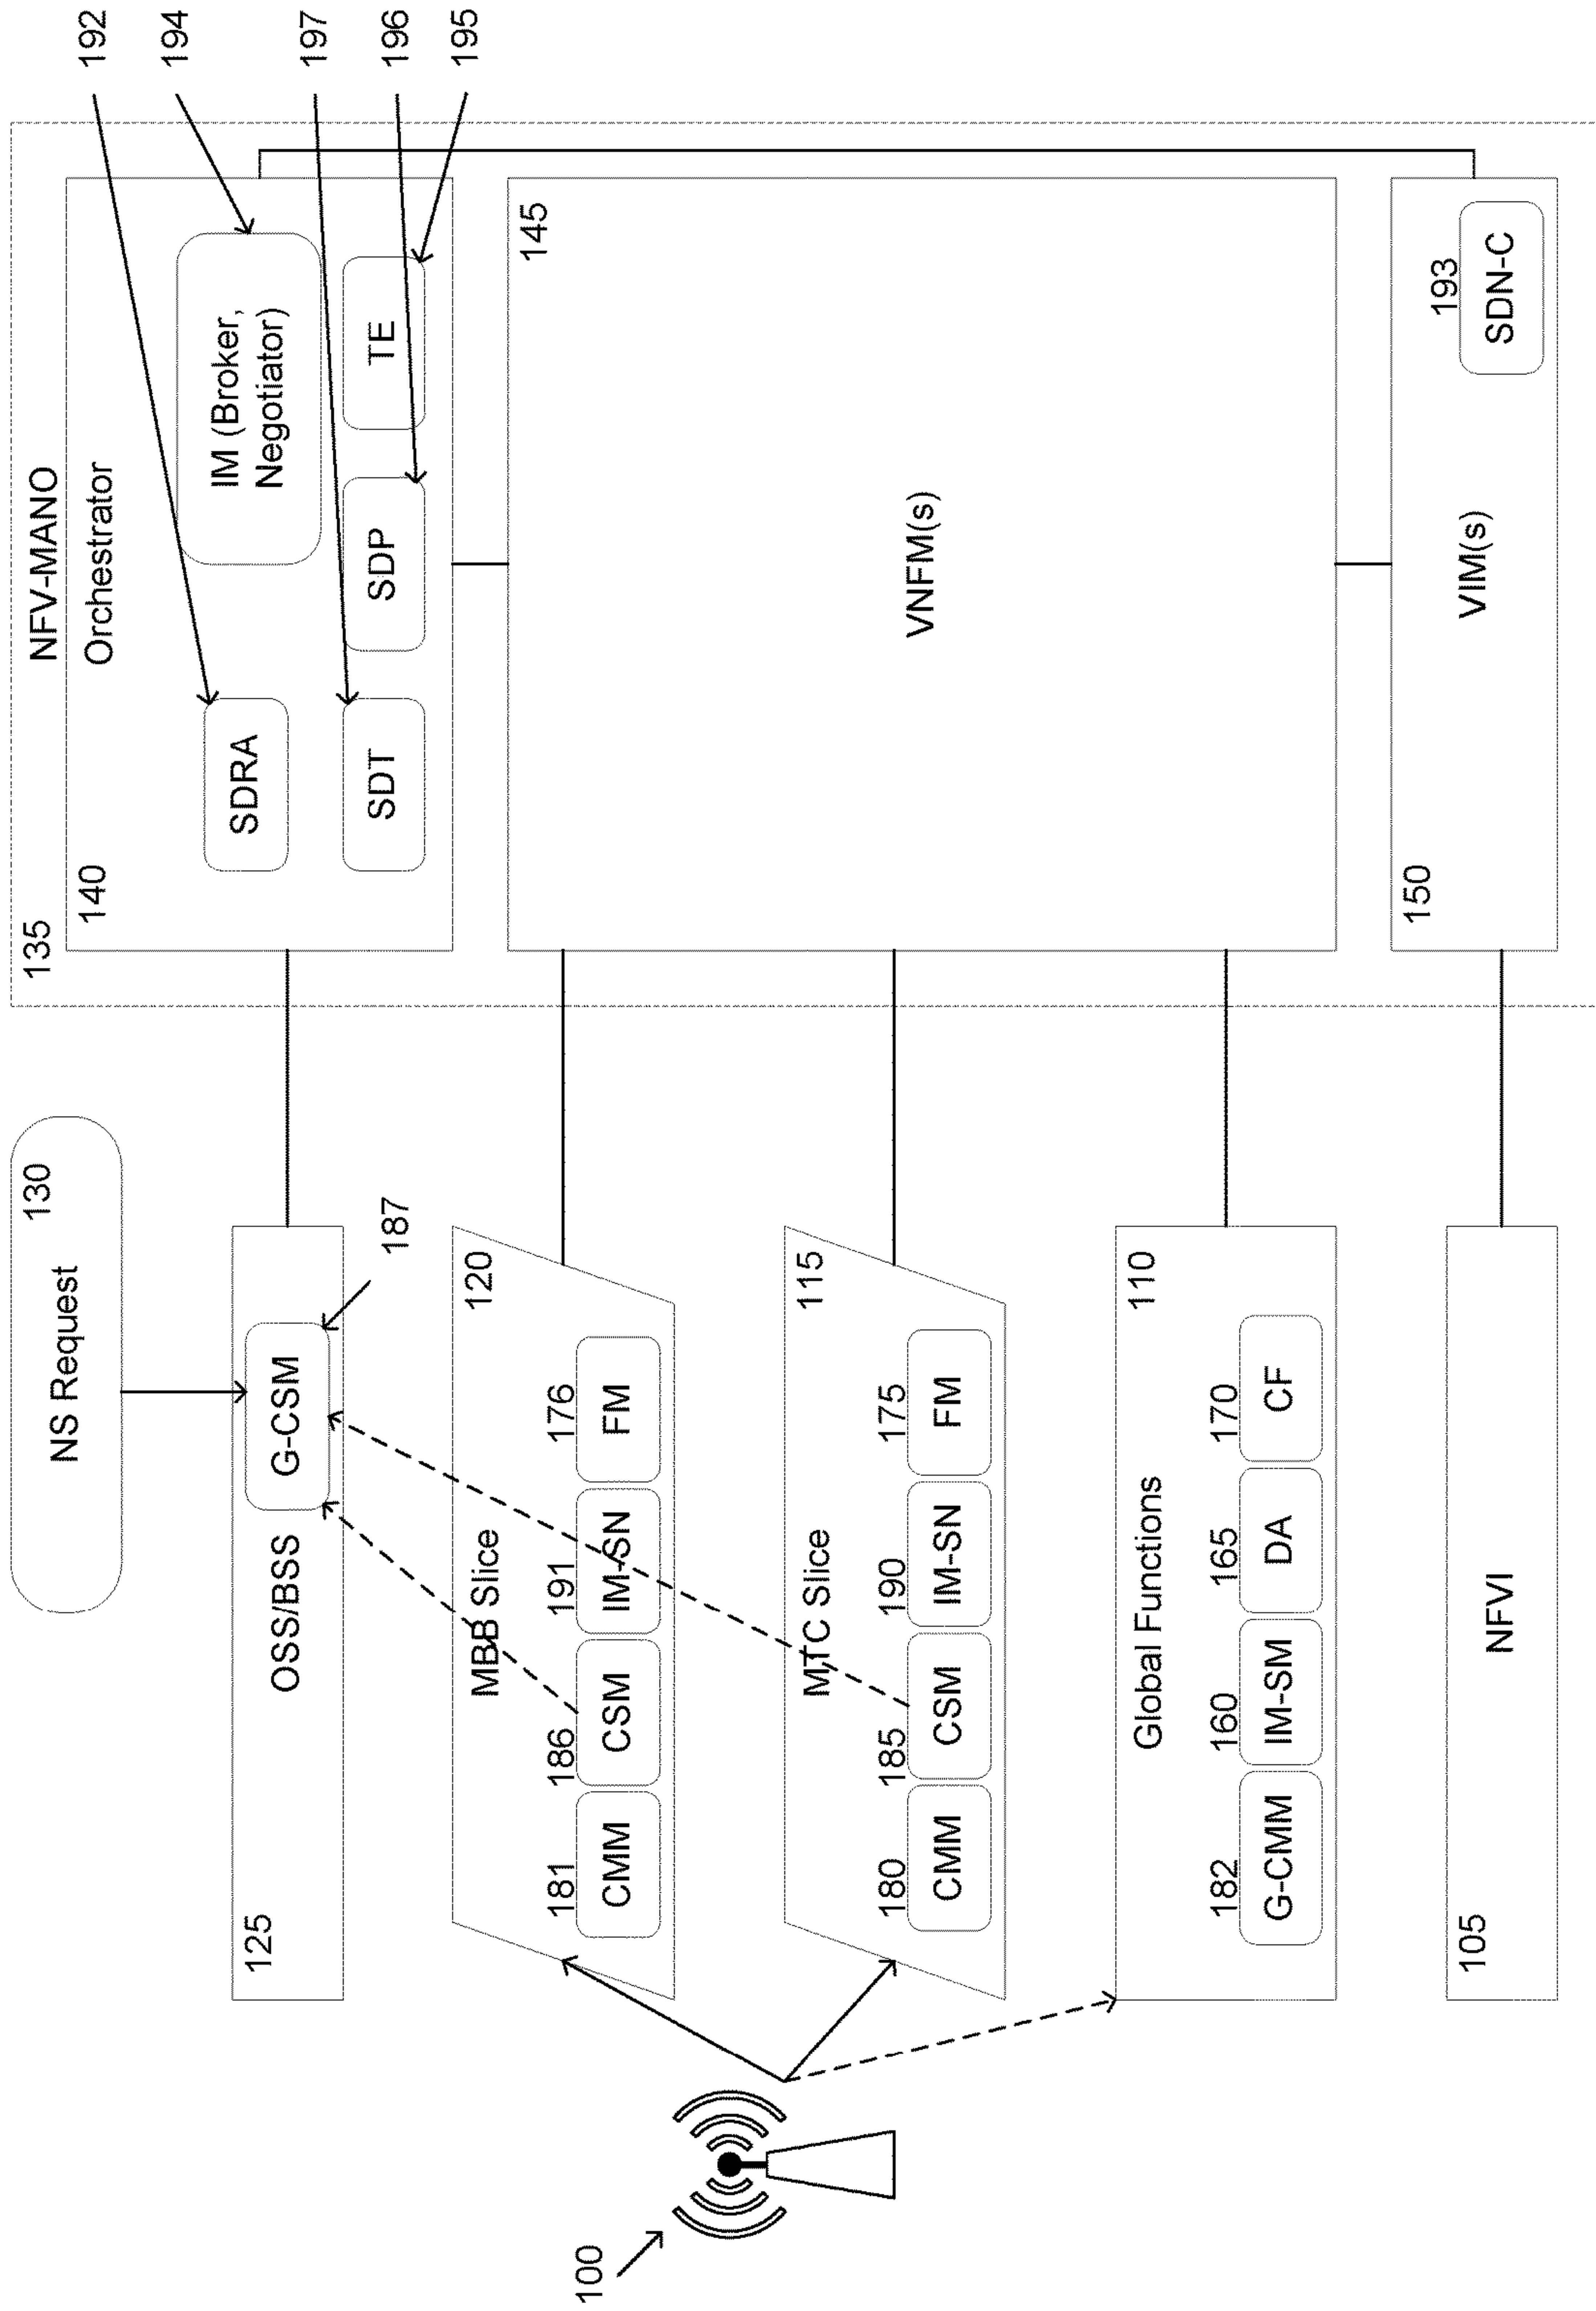 130
NS Request
135
NFV-MANO
140
Orchestrator
SDRA
IM (Broker,
Negotiator)
SDT
SDP
TE
192
194
197
196
195
125
OSS/BSS
G-CSM
187
120
MBB Slice
181
186
191
176
CMM
CSM
IM-SN
FM
115
MTC Slice
180
185
190
175
CMM
CSM
IM-SN
FM
145
VNFM(s)
110
Global Functions
182
160
165
170
G-CMM
IM-SM
DA
CF
105
NFVI
150
VIM(s)
193
SDN-C
100